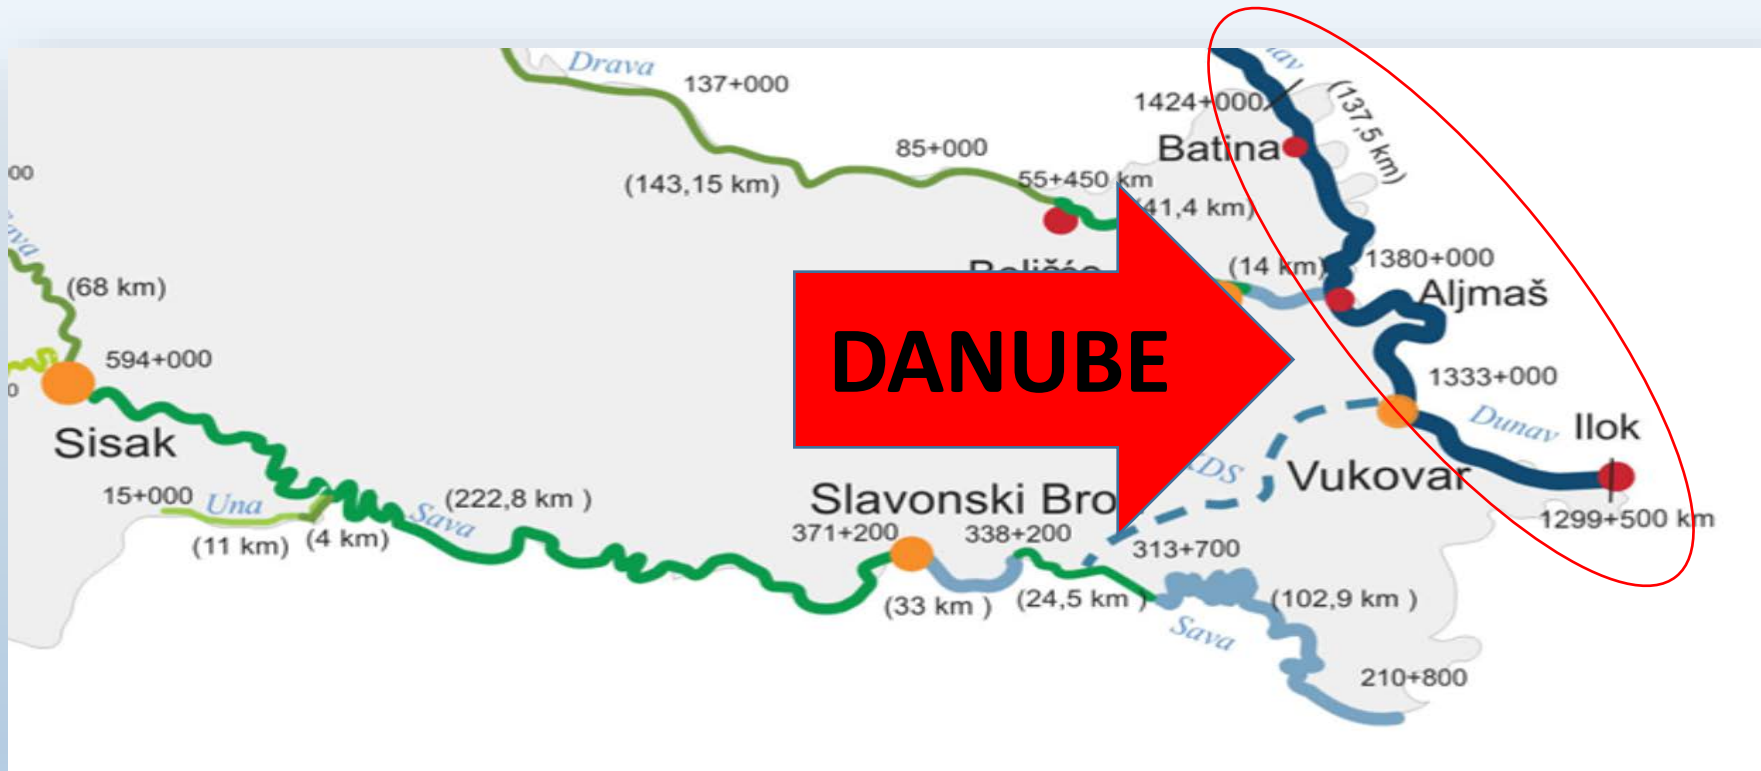 Drava
137+000
1424+000
(137,5 km)
Batina
85+000
55+450 km
(143,15 km)
41,4 km)
00
(14 km)
1380+000
Aljmaš
(68 km)
DANUBE
594+000
1333+000
Dunav
Ilok
Sisak
Vukovar
15+000
Una
(222,8 km )
Sava
Slavonski Bro
1299+500 km
(11 km)
(4 km)
371+200
338+200
313+700
(33 km )
(24,5 km )
(102,9 km )
Sava
210+800